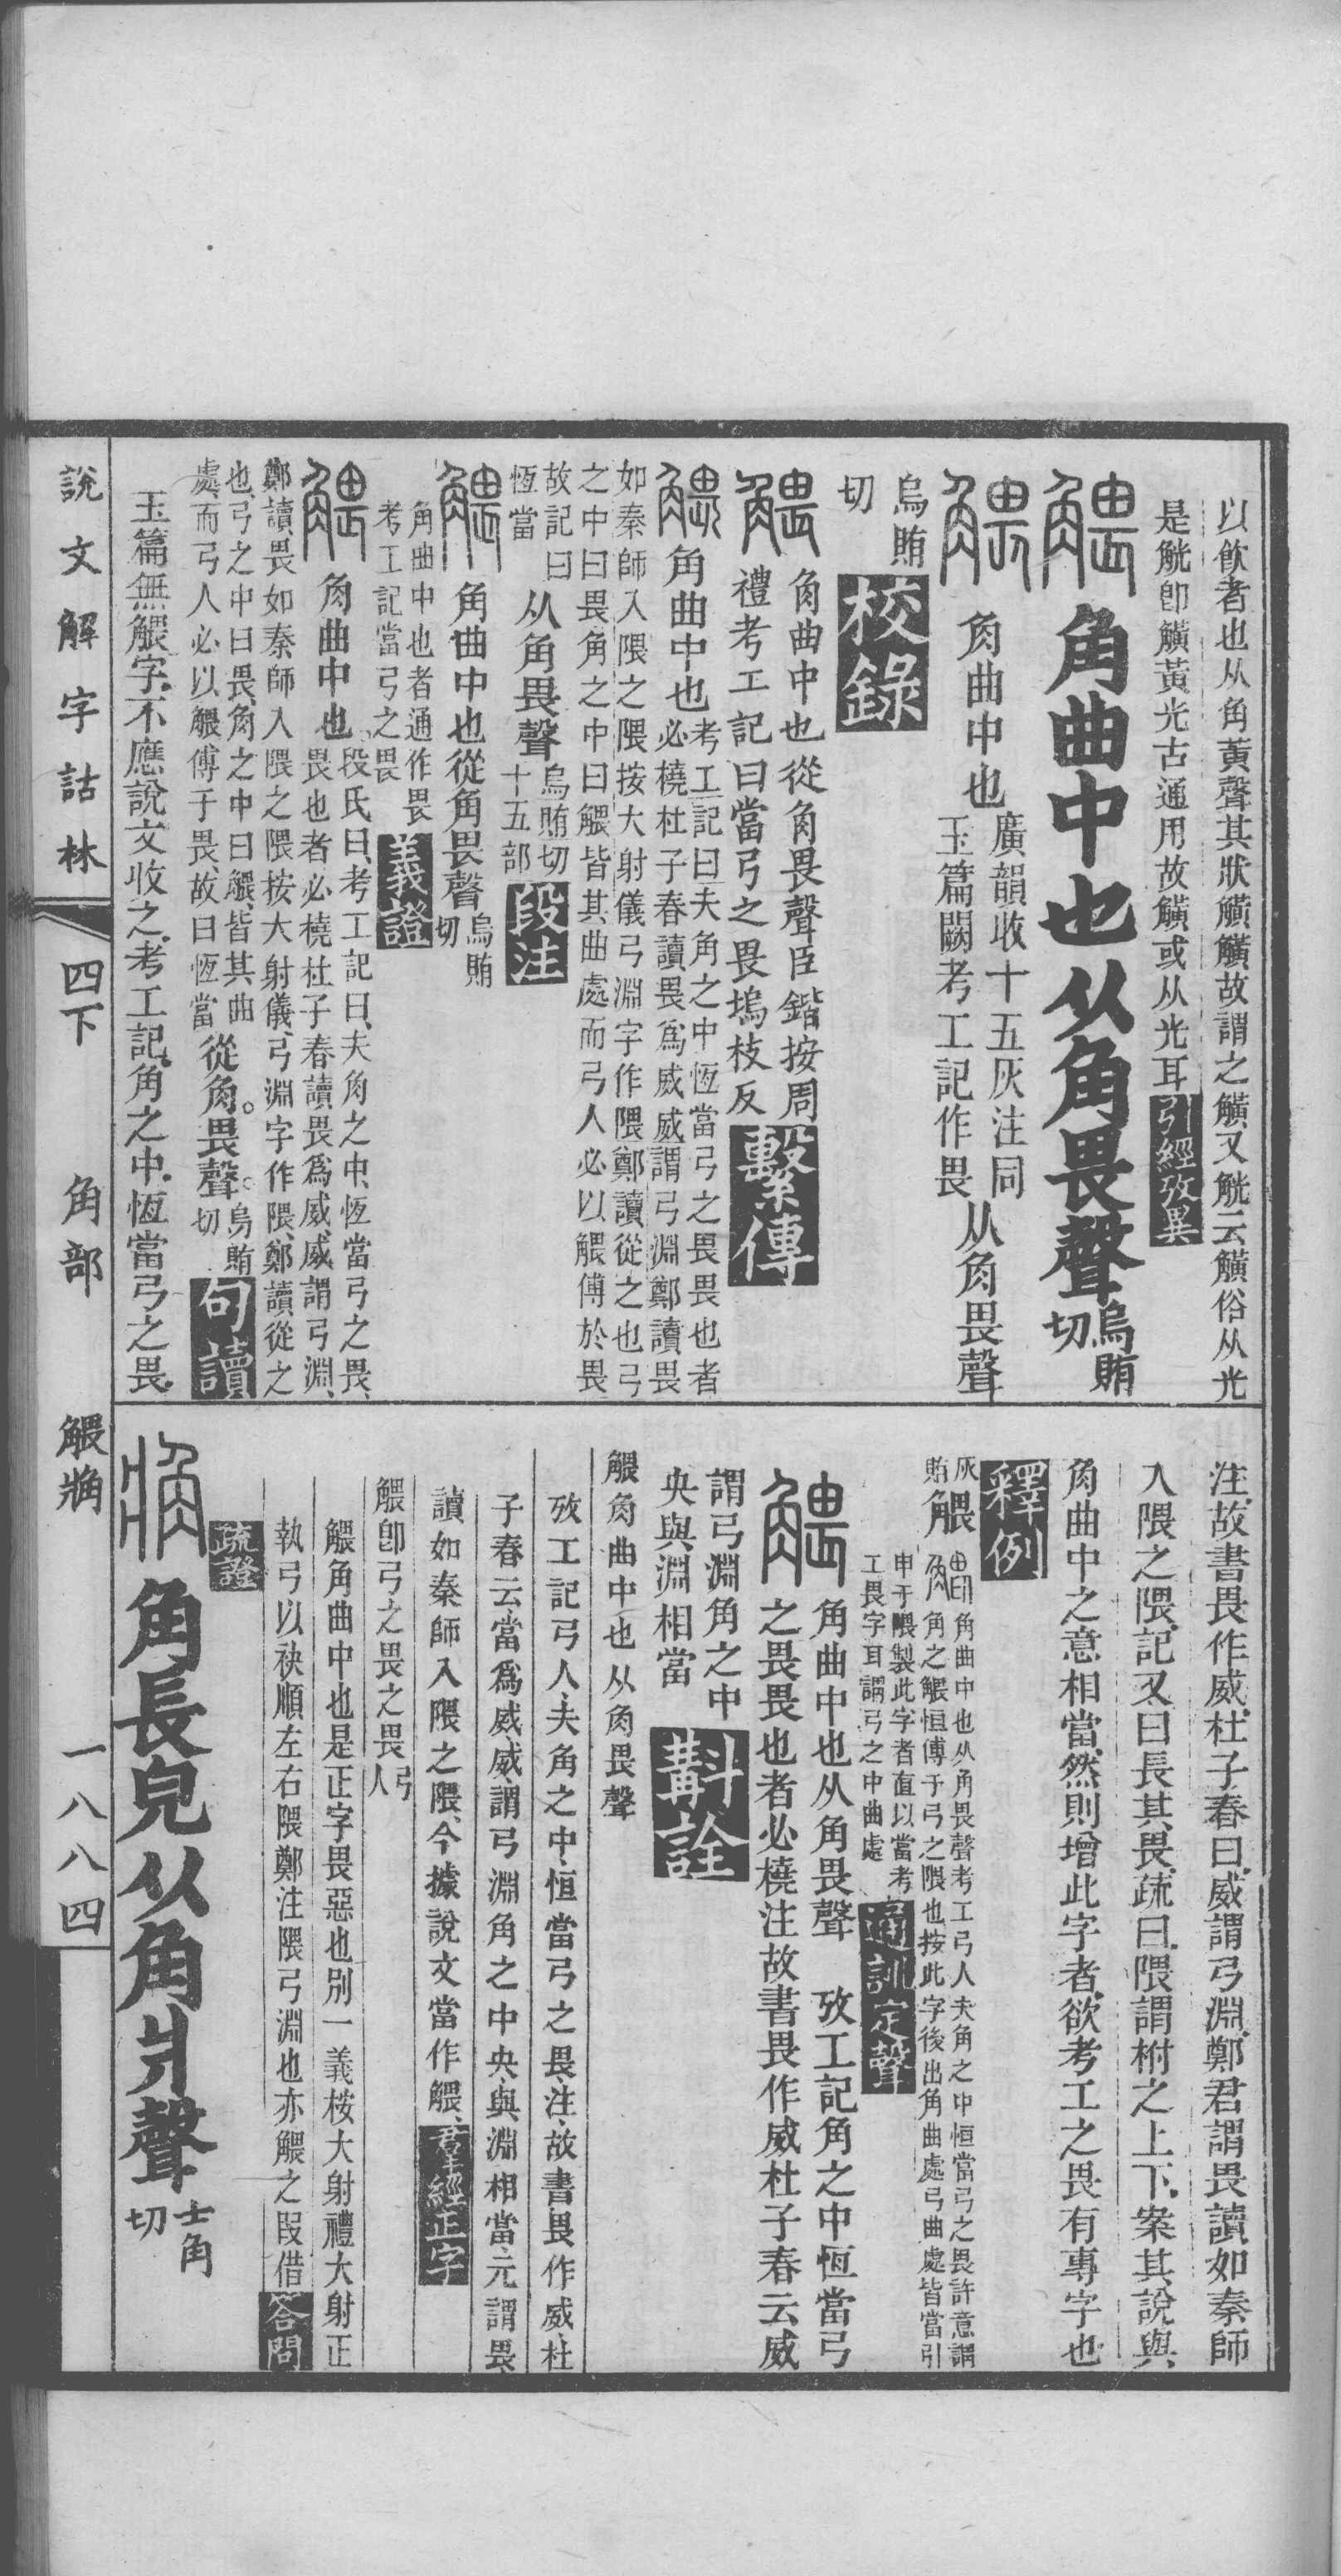 以飲者也从角黃聲其狀觵觵故謂之觵又觥云觵俗从光
是觥卽觵黃光古通用故觵或从光耳引經攷異
角曲中也从角畏聲烏賄切
角曲中也廣韻收十五灰注同玉篇闕考工記作畏从角畏聲
烏賄切校錄
角曲中也從角畏聲臣鍇按周
禮考工記曰當弓之畏塢枝反繫傳
角曲中也考工記曰夫角之中恆當弓之畏畏也者
必橈杜子春讀畏爲威威謂弓淵鄭讀畏
如秦師入隈之隈按大射儀弓淵字作隈鄭讀從之也弓
之中曰畏角之中曰䚈皆其曲處而弓人必以䚈傅於畏
故記曰恆當从角畏聲烏賄切十五部段注
角曲中也從角畏聲烏賄切
角曲中也者通作畏
考工記當弓之畏義證
角曲中也段氏曰考工記曰夫角之中恆當弓之畏
畏也者必橈杜子春讀畏爲威威謂弓淵
鄭讀畏如秦師入隈之隈按大射儀弓淵字作隈鄭讀從之
也弓之中曰畏角之中曰䚈皆其曲
處而弓人必以䚈傅于畏故曰恆當從角。畏聲。烏賄切句讀
玉篇無䚈字不應說文收之考工記角之中恆當弓之畏
注故書畏作威杜子春曰威謂弓淵鄭君謂畏讀如秦師
入隈之隈記又曰長其畏疏曰隈謂柎之上下案其說與
角曲中之意相當然則增此字者欲考工之畏有專字也
釋例
灰賄䚈角曲中也从角畏聲考工弓人夫角之中恒當弓之畏許意謂
角之䚈恒傅于弓之隈也按此字後出角曲處弓曲處皆當引
申于隈製此字者直以當考
工畏字耳謂弓之中曲處通訓定聲
角曲中也从角畏聲　攷工記角之中恒當弓
之畏畏也者必橈注故書畏作威杜子春云威
謂弓淵角之中
央與淵相當斠詮
䚈角曲中也从角畏聲
攷工記弓人夫角之中恒當弓之畏注故書畏作威杜
子春云當爲威威謂弓淵角之中央與淵相當元謂畏
讀如秦師入隈之隈今據說文當作䚈羣經正字
䚈卽弓之畏之畏弓人
䚈角曲中也是正字畏惡也別一義桉大射禮大射正
執弓以袂順左右隈鄭注隈弓淵也亦䚈之叚借答問
疏證
角長皃从角爿聲士角切
說文解字詁林　四下　角部　䚈　一八八四